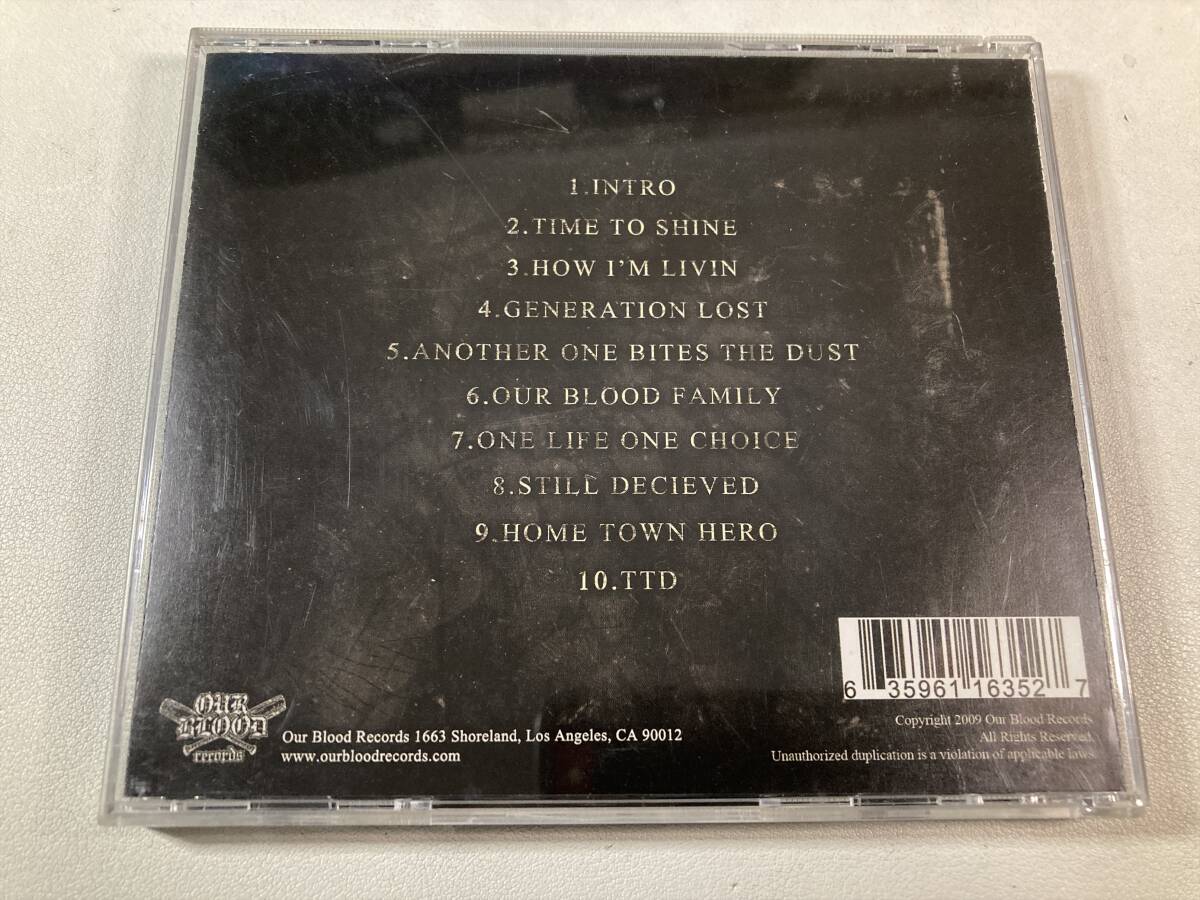 1.INTRO
2.TIME TO SHINE
3.HOW I'M LIVIN
4.GENERATION LOST
5.ANOTHER ONE BITES THE DUST
6.OUR BLOOD FAMILY
7.ONE LIFE ONE CHOICE
8.STILL DECIEVED
9.HOME TOWN HERO
10.TTD
6 35961 16352 7
OUR
BLOOD
records
Our Blood Records 1663 Shoreland, Los Angeles, CA 90012
www.ourbloodrecords.com
Copyright 2009 Our Blood Records
All Rights Reserved.
Unauthorized duplication is a violation of applicable laws.